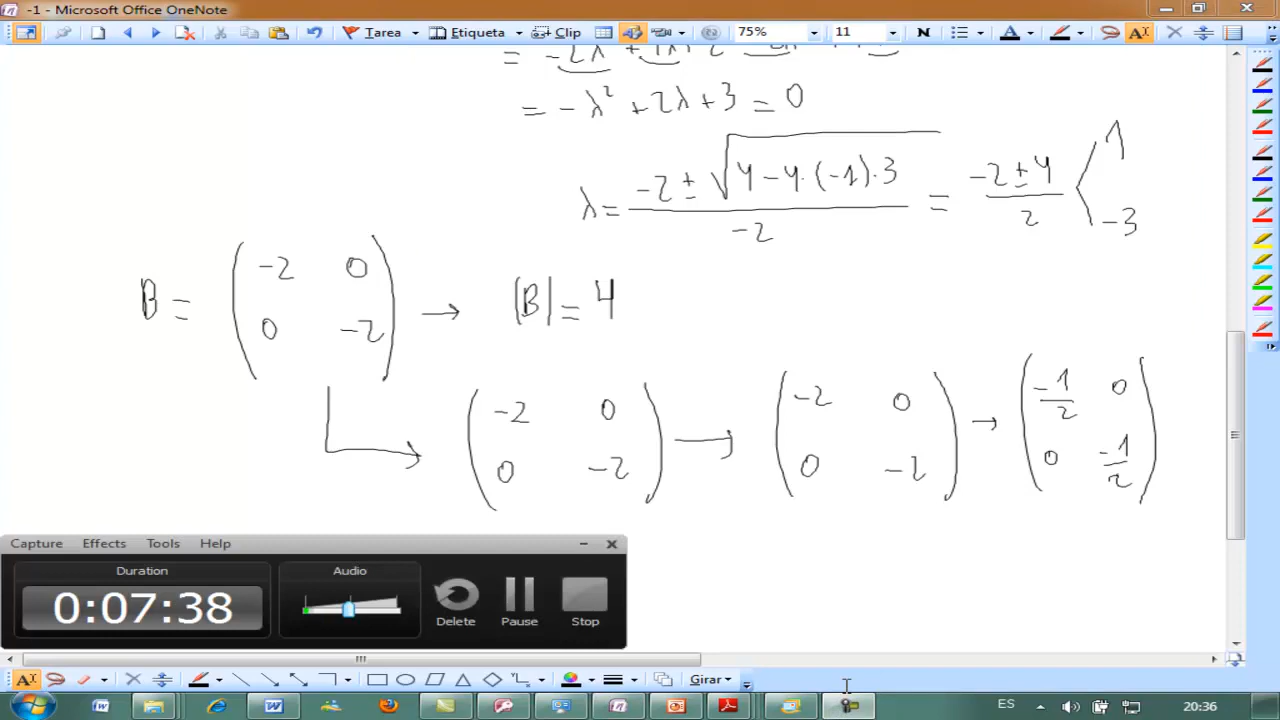 -1 - Microsoft Office OneNote
Tarea Etiqueta Clip 75% 11 N A A
= -λ² + 2λ + 3 = 0
λ = (-2 ± √(4 - 4·(-1)·3)) / -2 = (-2 ± 4) / 2 < 1
-3
B = ( -2 0 ; 0 -2 ) → |B| = 4
( -2 0 ; 0 -2 ) → ( -2 0 ; 0 -2 ) → ( -1/2 0 ; 0 -1/2 )
Capture Effects Tools Help
Duration Audio
0:07:38
Delete Pause Stop
A Girar
ES 20:36